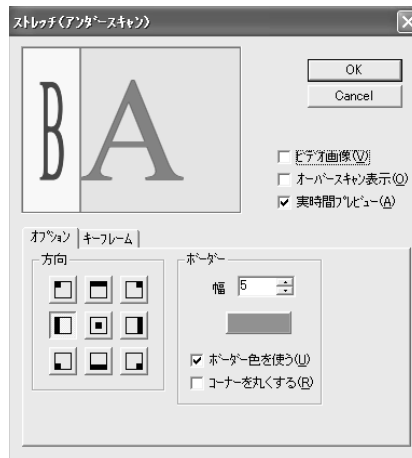 ストレッチ(アンダースキャン)
B A
OK
Cancel
ビデオ画像(V)
オーバースキャン表示(O)
実時間プレビュー(A)
オプション キーフレーム
方向
ボーダー
幅 5
ボーダー色を使う(U)
コーナーを丸くする(R)